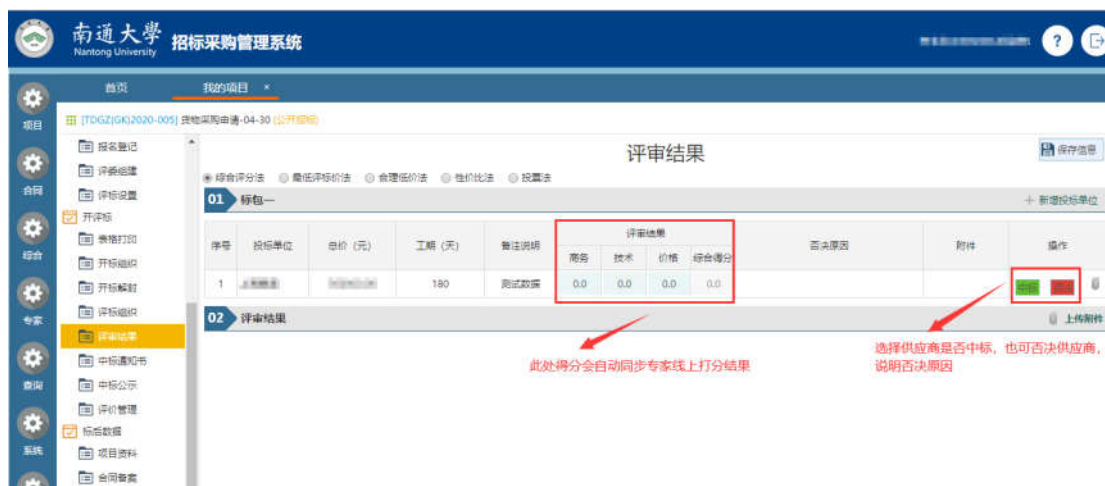 南通大學
Nantong University
招标采购管理系统
?
首页
我的项目 ×
项目
合同
综合
专家
查询
系统
[TDGZ(GK)2020-005] 货物采购申请-04-30 (公开招标)
报名登记
评委组建
评标设置
开评标
表格打印
开标组织
开标解封
评标组织
评审结果
中标通知书
中标公示
评价管理
标后数据
项目资料
合同备案
评审结果
保存信息
综合评分法 最低评标价法 合理低价法 性价比法 投票法
01 标包一
+ 新增投标单位
序号 投标单位 总价 (元) 工期 (天) 备注说明 评审结果 否决原因 附件 操作
商务 技术 价格 综合得分
1 180 测试数据 0.0 0.0 0.0 0.0 中标 否决
02 评审结果
上传附件
此处得分会自动同步专家线上打分结果
选择供应商是否中标，也可否决供应商，
说明否决原因